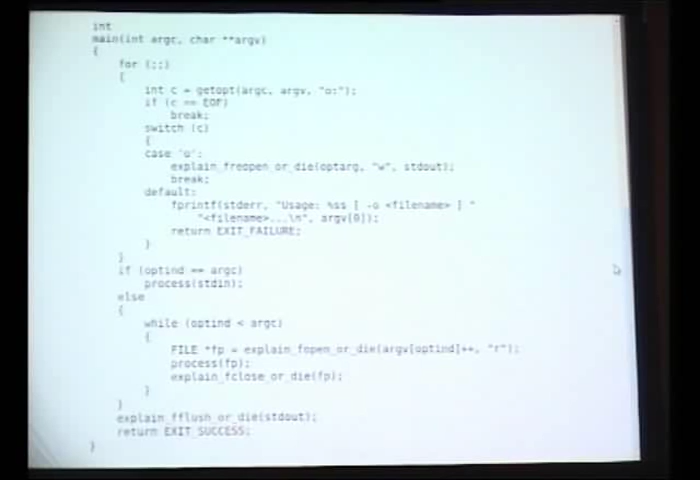 int
main(int argc, char **argv)
{
for (;;)
{
int c = getopt(argc, argv, "o:");
if (c == EOF)
break;
switch (c)
{
case 'o':
explain_freopen_or_die(optarg, "w", stdout);
break;
default:
fprintf(stderr, "Usage: %ss [ -o <filename> ] "
"<filename>...\n", argv[0]);
return EXIT_FAILURE;
}
}
if (optind == argc)
process(stdin);
else
{
while (optind < argc)
{
FILE *fp = explain_fopen_or_die(argv[optind]++, "r");
process(fp);
explain_fclose_or_die(fp);
}
}
explain_fflush_or_die(stdout);
return EXIT_SUCCESS;
}